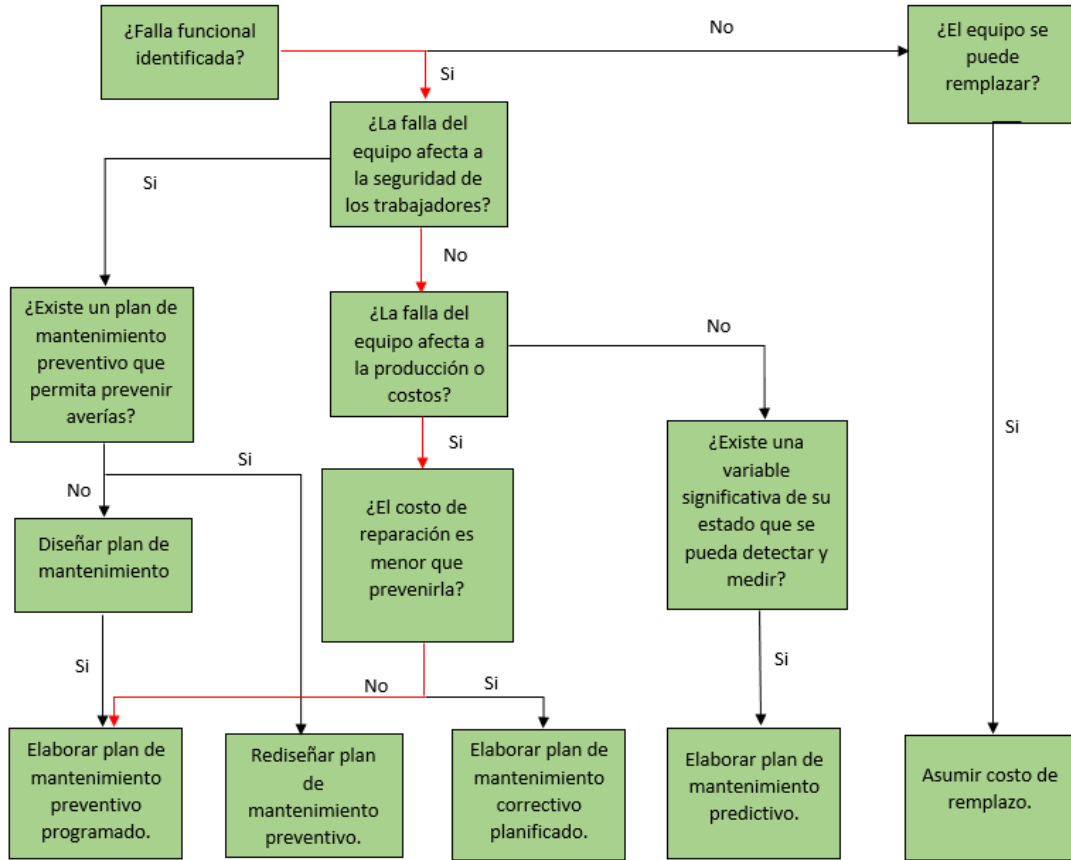 ¿Falla funcional
identificada?
No
¿El equipo se
puede
remplazar?
Si
¿La falla del
equipo afecta a
la seguridad de
los trabajadores?
Si
No
¿Existe un plan de
mantenimiento
preventivo que
permita prevenir
averías?
¿La falla del
equipo afecta a
la producción o
costos?
No
Si
¿Existe una
variable
significativa de su
estado que se
pueda detectar y
medir?
Si
Si
No
¿El costo de
reparación es
menor que
prevenirla?
Diseñar plan de
mantenimiento
Si
No
Si
Si
Elaborar plan de
mantenimiento
preventivo
programado.
Rediseñar plan
de
mantenimiento
preventivo.
Elaborar plan de
mantenimiento
correctivo
planificado.
Elaborar plan de
mantenimiento
predictivo.
Asumir costo de
remplazo.